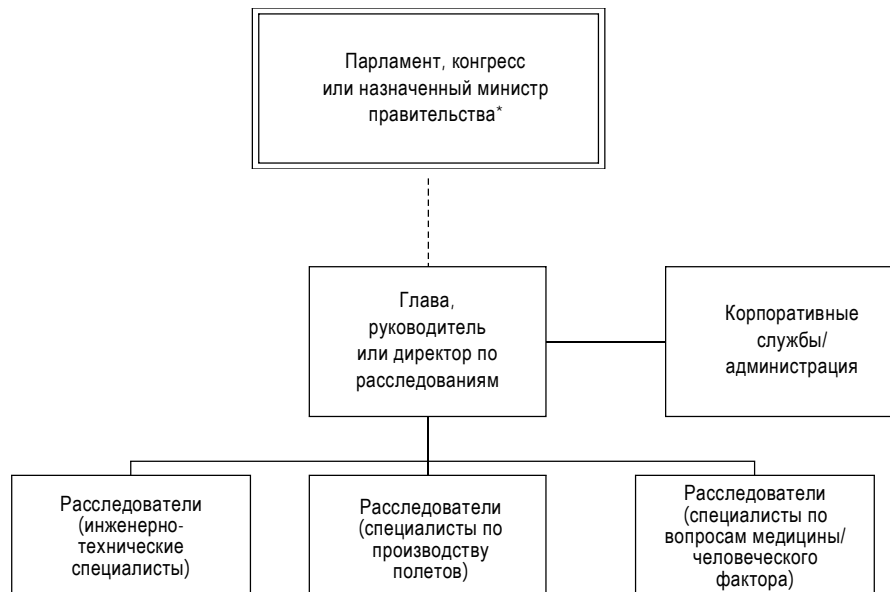 Парламент, конгресс
или назначенный министр
правительства*
Глава,
руководитель
или директор по
расследованиям
Корпоративные
службы/
администрация
Расследователи
(инженерно-
технические
специалисты)
Расследователи
(специалисты по
производству
полетов)
Расследователи
(специалисты по
вопросам медицины/
человеческого
фактора)